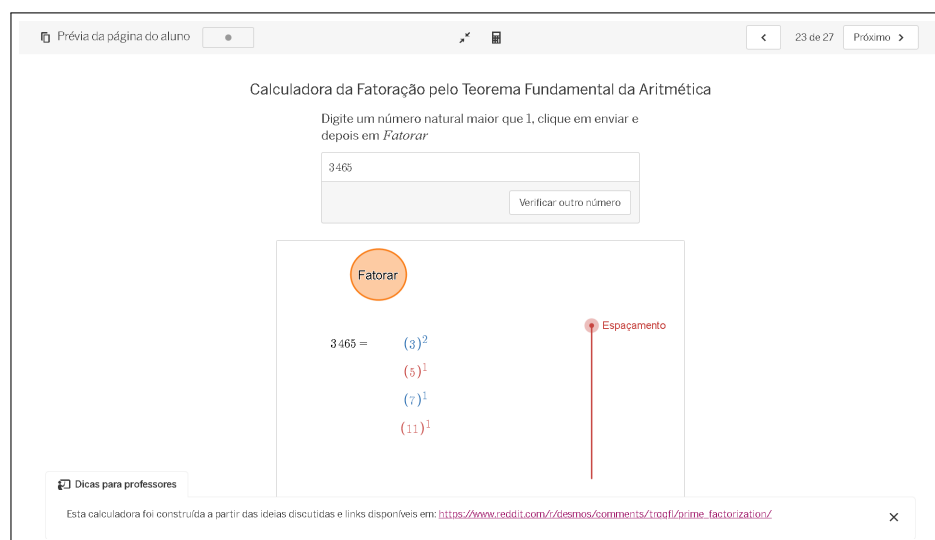 Prévia da página do aluno
23 de 27
Próximo
Calculadora da Fatoração pelo Teorema Fundamental da Aritmética
Digite um número natural maior que 1, clique em enviar e
depois em Fatorar
3465
Verificar outro número
Fatorar
Espaçamento
3465 = (3)²
(5)¹
(7)¹
(11)¹
Dicas para professores
Esta calculadora foi construída a partir das ideias discutidas e links disponíveis em: https://www.reddit.com/r/desmos/comments/trqqfl/prime_factorization/